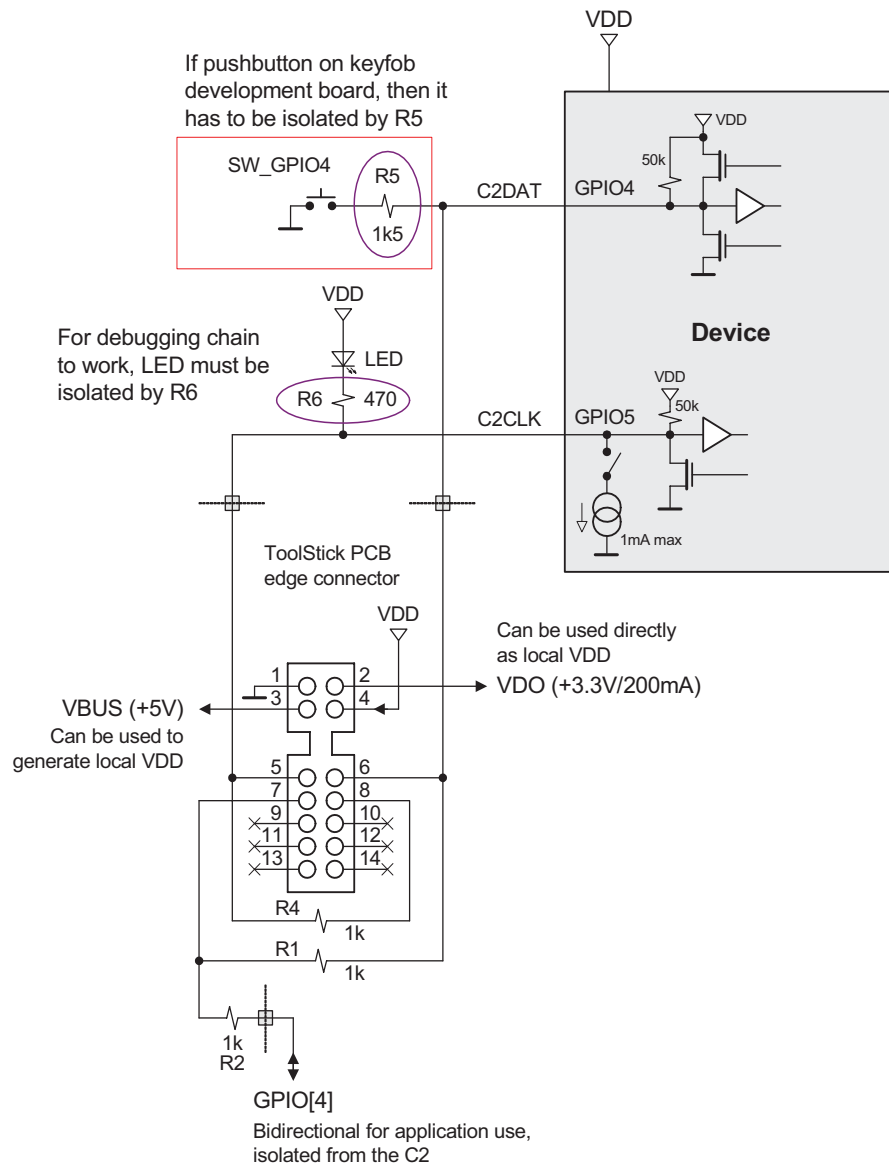 VDD
If pushbutton on keyfob
development board, then it
has to be isolated by R5
SW_GPIO4
R5
1k5
C2DAT
GPIO4
VDD
50k
Device
VDD
For debugging chain
to work, LED must be
isolated by R6
LED
R6 470
C2CLK
GPIO5
VDD
50k
1mA max
ToolStick PCB
edge connector
VDD
Can be used directly
as local VDD
VDO (+3.3V/200mA)
VBUS (+5V)
Can be used to
generate local VDD
1 2
3 4
5 6
7 8
9 10
11 12
13 14
R4
1k
R1
1k
1k
R2
GPIO[4]
Bidirectional for application use,
isolated from the C2